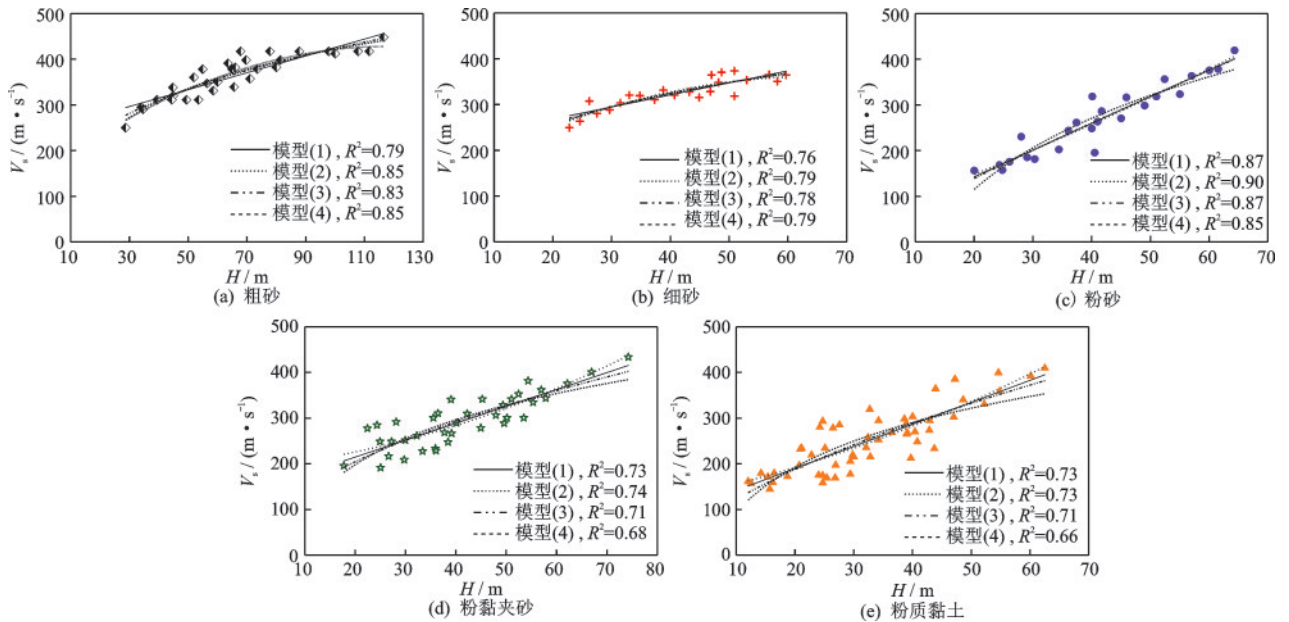 500
400
300
200
100
0
Vs / (m · s⁻¹)
模型(1) , R²=0.79
模型(2) , R²=0.85
模型(3) , R²=0.83
模型(4) , R²=0.85
10 30 50 70 90 110 130
H / m
(a) 粗砂
500
400
300
200
100
0
Vs / (m · s⁻¹)
模型(1) , R²=0.76
模型(2) , R²=0.79
模型(3) , R²=0.78
模型(4) , R²=0.79
10 20 30 40 50 60 70
H / m
(b) 细砂
500
400
300
200
100
0
Vs / (m · s⁻¹)
模型(1) , R²=0.87
模型(2) , R²=0.90
模型(3) , R²=0.87
模型(4) , R²=0.85
10 20 30 40 50 60 70
H / m
(c) 粉砂
500
400
300
200
100
0
Vs / (m · s⁻¹)
模型(1) , R²=0.73
模型(2) , R²=0.74
模型(3) , R²=0.71
模型(4) , R²=0.68
10 20 30 40 50 60 70 80
H / m
(d) 粉黏夹砂
500
400
300
200
100
0
Vs / (m · s⁻¹)
模型(1) , R²=0.73
模型(2) , R²=0.73
模型(3) , R²=0.71
模型(4) , R²=0.66
10 20 30 40 50 60 70
H / m
(e) 粉质黏土